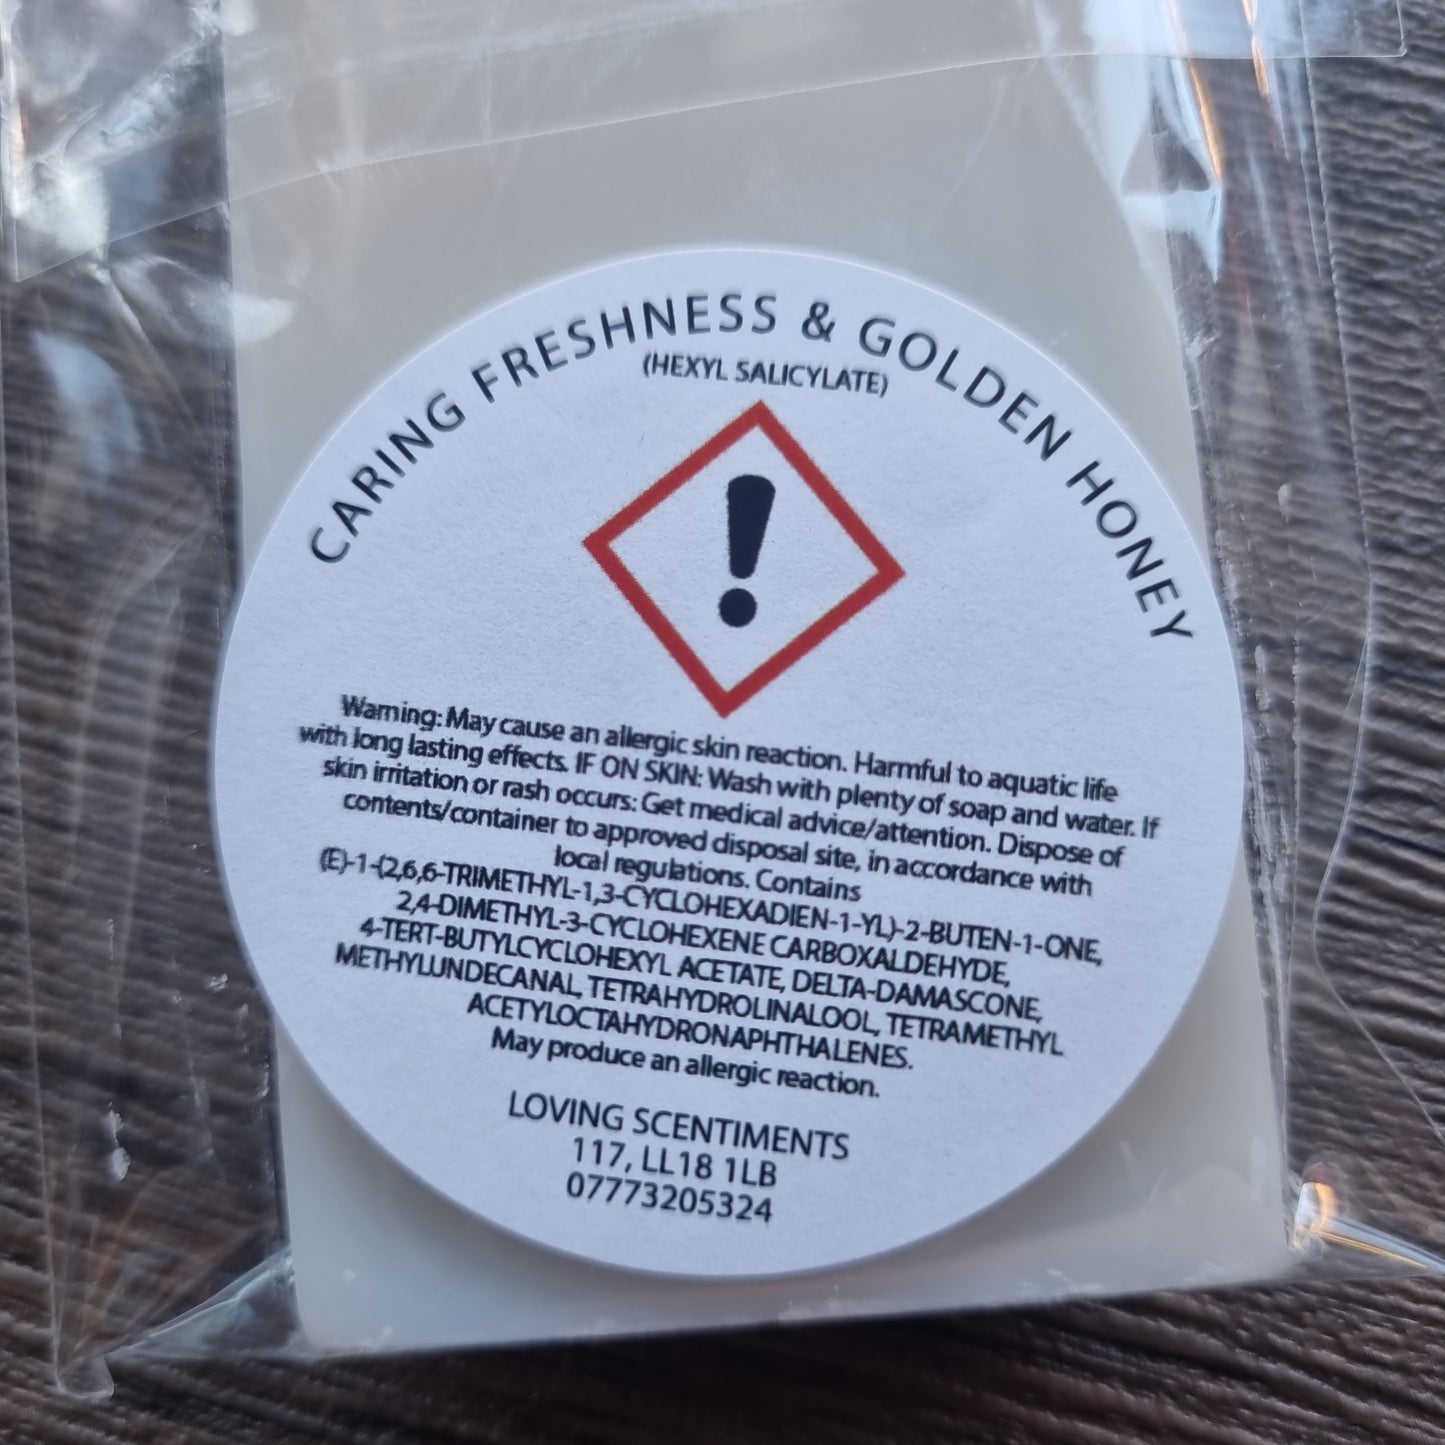 CARING FRESHNESS & GOLDEN HONEY
(HEXYL SALICYLATE)
Warning: May cause an allergic skin reaction. Harmful to aquatic life
with long lasting effects. IF ON SKIN: Wash with plenty of soap and water. If
skin irritation or rash occurs: Get medical advice/attention. Dispose of
contents/container to approved disposal site, in accordance with
local regulations. Contains
(E)-1-(2,6,6-TRIMETHYL-1,3-CYCLOHEXADIEN-1-YL)-2-BUTEN-1-ONE,
2,4-DIMETHYL-3-CYCLOHEXENE CARBOXALDEHYDE,
4-TERT-BUTYLCYCLOHEXYL ACETATE, DELTA-DAMASCONE,
METHYLUNDECANAL, TETRAHYDROLINALOOL, TETRAMETHYL
ACETYLOCTAHYDRONAPHTHALENES.
May produce an allergic reaction.
LOVING SCENTIMENTS
117, LL18 1LB
07773205324